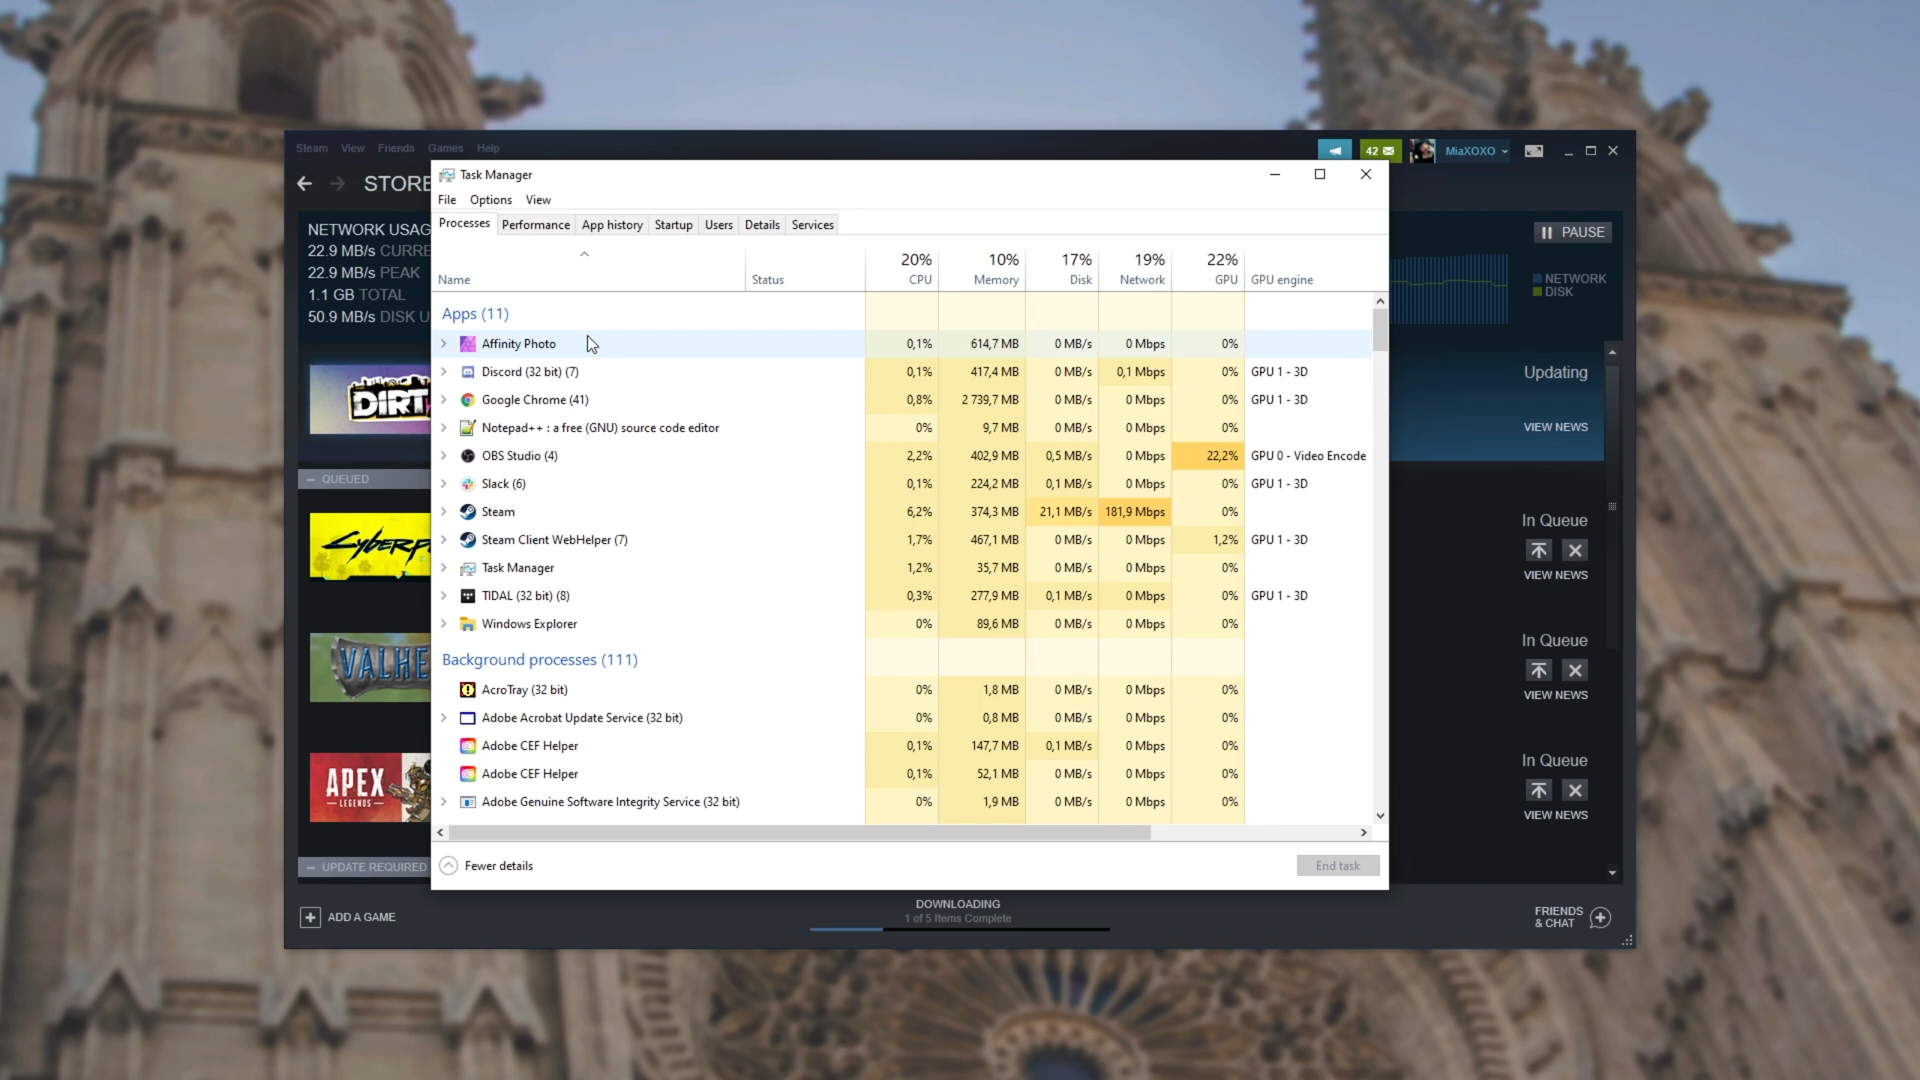 Steam View Friends Games Help
42
MiaXOXO
STORE
Task Manager
File Options View
Processes Performance App history Startup Users Details Services
NETWORK USAG
22.9 MB/s CURRE
22.9 MB/s PEAK
1.1 GB TOTAL
50.9 MB/s DISK U
PAUSE
NETWORK
DISK
20% 10% 17% 19% 22%
Name Status CPU Memory Disk Network GPU GPU engine
Apps (11)
Affinity Photo 0,1% 614,7 MB 0 MB/s 0 Mbps 0%
Discord (32 bit) (7) 0,1% 417,4 MB 0 MB/s 0,1 Mbps 0% GPU 1 - 3D
Google Chrome (41) 0,8% 2 739,7 MB 0 MB/s 0 Mbps 0% GPU 1 - 3D
Notepad++ : a free (GNU) source code editor 0% 9,7 MB 0 MB/s 0 Mbps 0%
OBS Studio (4) 2,2% 402,9 MB 0,5 MB/s 0 Mbps 22,2% GPU 0 - Video Encode
Slack (6) 0,1% 224,2 MB 0,1 MB/s 0 Mbps 0% GPU 1 - 3D
Steam 6,2% 374,3 MB 21,1 MB/s 181,9 Mbps 0%
Steam Client WebHelper (7) 1,7% 467,1 MB 0 MB/s 0 Mbps 1,2% GPU 1 - 3D
Task Manager 1,2% 35,7 MB 0 MB/s 0 Mbps 0%
TIDAL (32 bit) (8) 0,3% 277,9 MB 0,1 MB/s 0 Mbps 0% GPU 1 - 3D
Windows Explorer 0% 89,6 MB 0 MB/s 0 Mbps 0%
Background processes (111)
AcroTray (32 bit) 0% 1,8 MB 0 MB/s 0 Mbps 0%
Adobe Acrobat Update Service (32 bit) 0% 0,8 MB 0 MB/s 0 Mbps 0%
Adobe CEF Helper 0,1% 147,7 MB 0,1 MB/s 0 Mbps 0%
Adobe CEF Helper 0,1% 52,1 MB 0 MB/s 0 Mbps 0%
Adobe Genuine Software Integrity Service (32 bit) 0% 1,9 MB 0 MB/s 0 Mbps 0%
Fewer details
End task
DIRT
QUEUED
CYBERP
VALHE
APEX
LEGENDS
UPDATE REQUIRED
Updating
VIEW NEWS
In Queue
VIEW NEWS
In Queue
VIEW NEWS
In Queue
VIEW NEWS
ADD A GAME
DOWNLOADING
1 of 5 Items Complete
FRIENDS
& CHAT